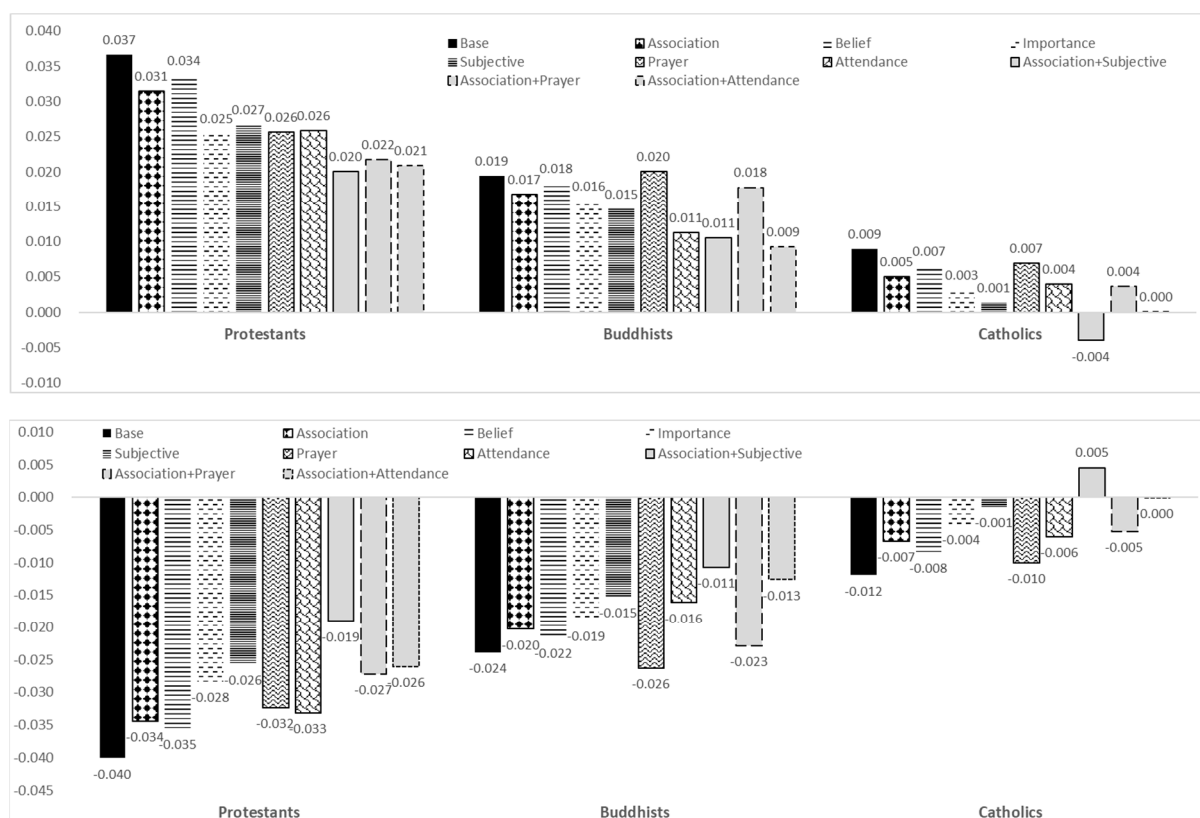 0.040
0.035
0.030
0.025
0.020
0.015
0.010
0.005
0.000
-0.005
-0.010
Base Association Belief Importance
Subjective Prayer Attendance Association+Subjective
Association+Prayer Association+Attendance
0.037 0.031 0.034 0.025 0.027 0.026 0.026 0.020 0.022 0.021
0.019 0.017 0.018 0.016 0.015 0.020 0.011 0.011 0.018 0.009
0.009 0.005 0.007 0.003 0.001 0.007 0.004 -0.004 0.004 0.000
Protestants Buddhists Catholics
0.010
0.005
0.000
-0.005
-0.010
-0.015
-0.020
-0.025
-0.030
-0.035
-0.040
-0.045
Base Association Belief Importance
Subjective Prayer Attendance Association+Subjective
Association+Prayer Association+Attendance
-0.040 -0.034 -0.035 -0.028 -0.026 -0.032 -0.033 -0.019 -0.027 -0.026
-0.024 -0.020 -0.022 -0.019 -0.015 -0.026 -0.016 -0.011 -0.023 -0.013
-0.012 -0.007 -0.008 -0.004 -0.001 -0.010 -0.006 0.005 -0.005 0.000
Protestants Buddhists Catholics